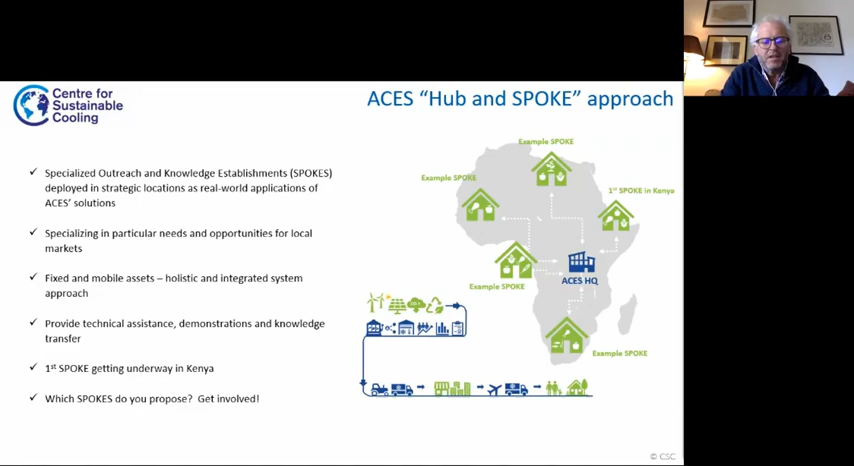 Centre for
Sustainable
Cooling
ACES “Hub and SPOKE” approach
✓ Specialized Outreach and Knowledge Establishments (SPOKES)
deployed in strategic locations as real-world applications of
ACES’ solutions
✓ Specializing in particular needs and opportunities for local
markets
✓ Fixed and mobile assets – holistic and integrated system
approach
✓ Provide technical assistance, demonstrations and knowledge
transfer
✓ 1st SPOKE getting underway in Kenya
✓ Which SPOKES do you propose? Get involved!
Example SPOKE
Example SPOKE
1st SPOKE in Kenya
ACES HQ
Example SPOKE
Example SPOKE
© CSC